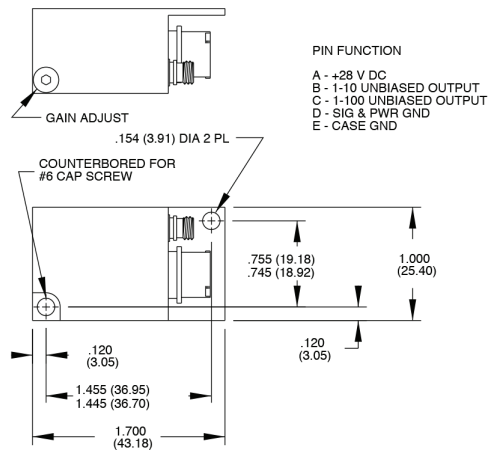 PIN FUNCTION
A - +28 V DC
B - 1-10 UNBIASED OUTPUT
C - 1-100 UNBIASED OUTPUT
D - SIG & PWR GND
E - CASE GND
GAIN ADJUST
.154 (3.91) DIA 2 PL
COUNTERBORED FOR
#6 CAP SCREW
.755 (19.18)
.745 (18.92)
1.000
(25.40)
.120
(3.05)
.120
(3.05)
1.455 (36.95)
1.445 (36.70)
1.700
(43.18)